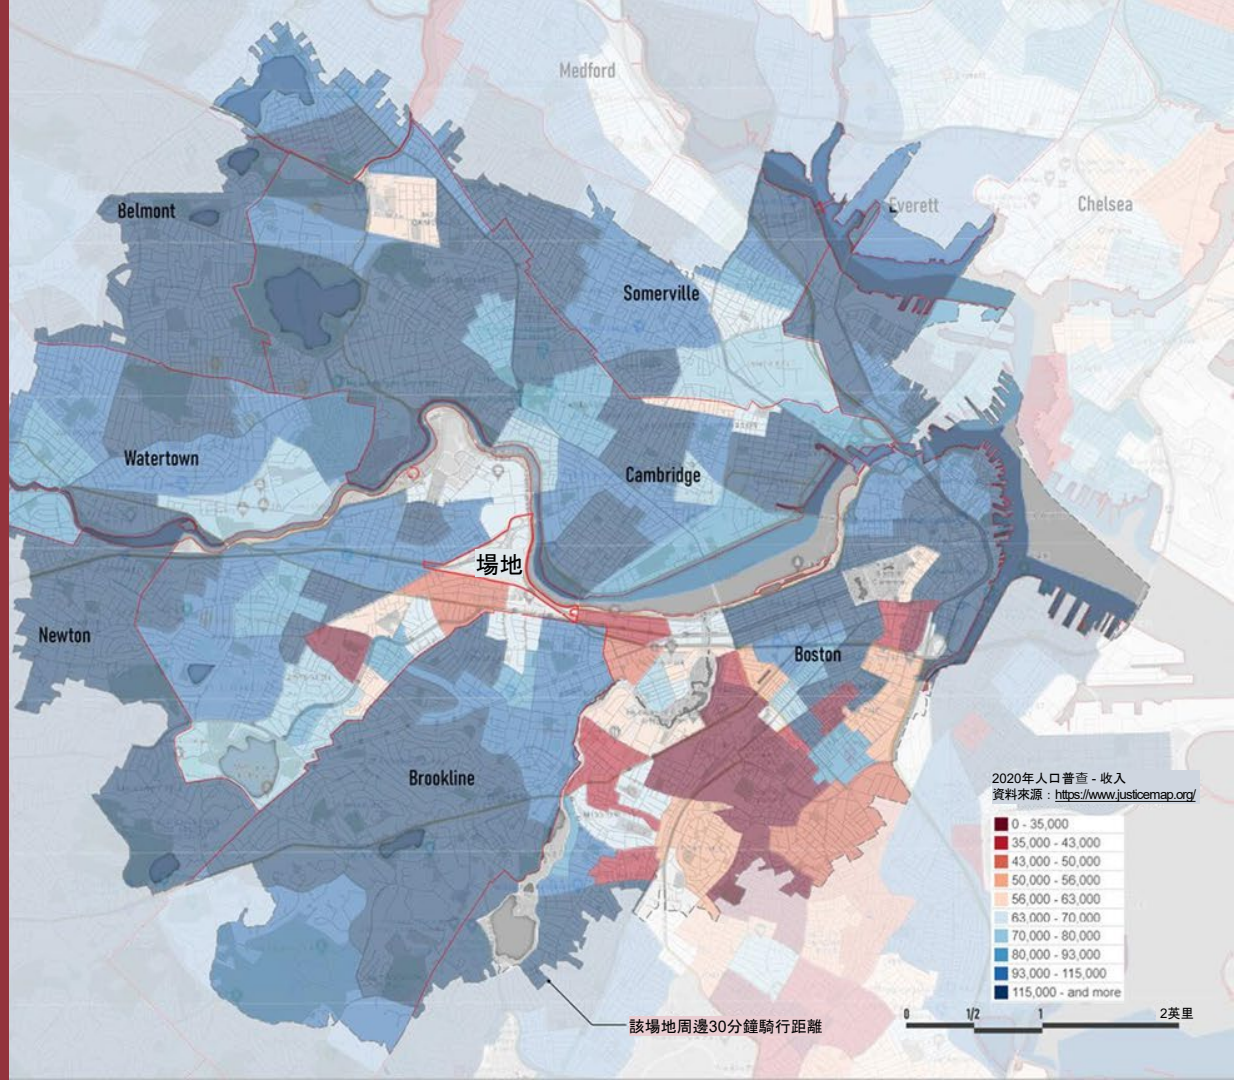 Medford
Belmont
Everett
Chelsea
Somerville
Watertown
Cambridge
場地
Newton
Boston
Brookline
2020年人口普查 - 收入
資料來源：https://www.justicemap.org/
0 - 35,000
35,000 - 43,000
43,000 - 50,000
50,000 - 56,000
56,000 - 63,000
63,000 - 70,000
70,000 - 80,000
80,000 - 93,000
93,000 - 115,000
115,000 - and more
0 1/2 1 2英里
該場地周邊30分鐘騎行距離